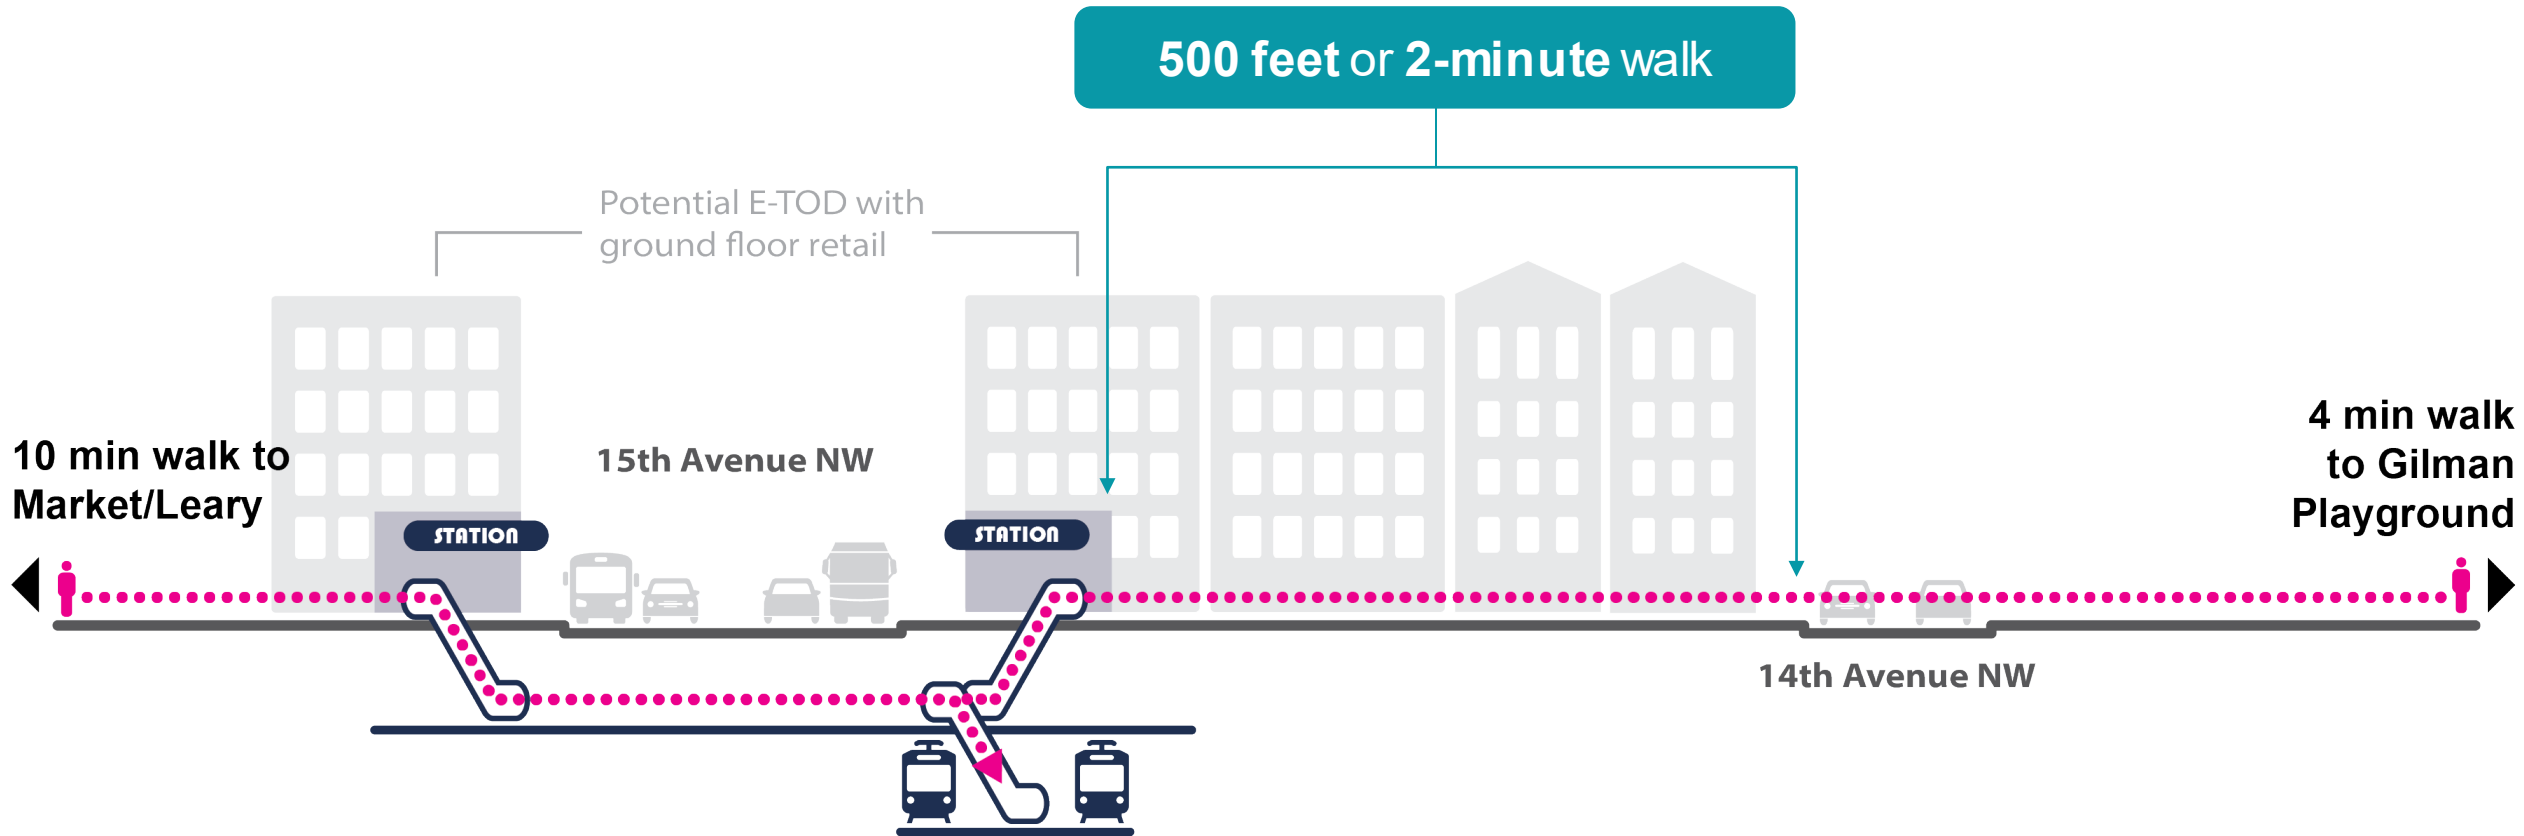 500 feet or 2-minute walk
Potential E-TOD with
ground floor retail
10 min walk to
Market/Leary
15th Avenue NW
4 min walk
to Gilman
Playground
STATION
STATION
14th Avenue NW